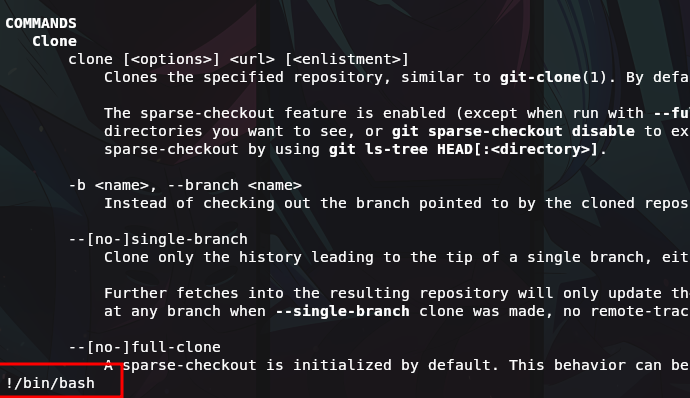 COMMANDS
Clone
clone [<options>] <url> [<enlistment>]
Clones the specified repository, similar to git-clone(1). By defa
The sparse-checkout feature is enabled (except when run with --fu
directories you want to see, or git sparse-checkout disable to ex
sparse-checkout by using git ls-tree HEAD[:<directory>].
-b <name>, --branch <name>
Instead of checking out the branch pointed to by the cloned repos
--[no-]single-branch
Clone only the history leading to the tip of a single branch, eit
Further fetches into the resulting repository will only update th
at any branch when --single-branch clone was made, no remote-trac
--[no-]full-clone
A sparse-checkout is initialized by default. This behavior can be
!/bin/bash